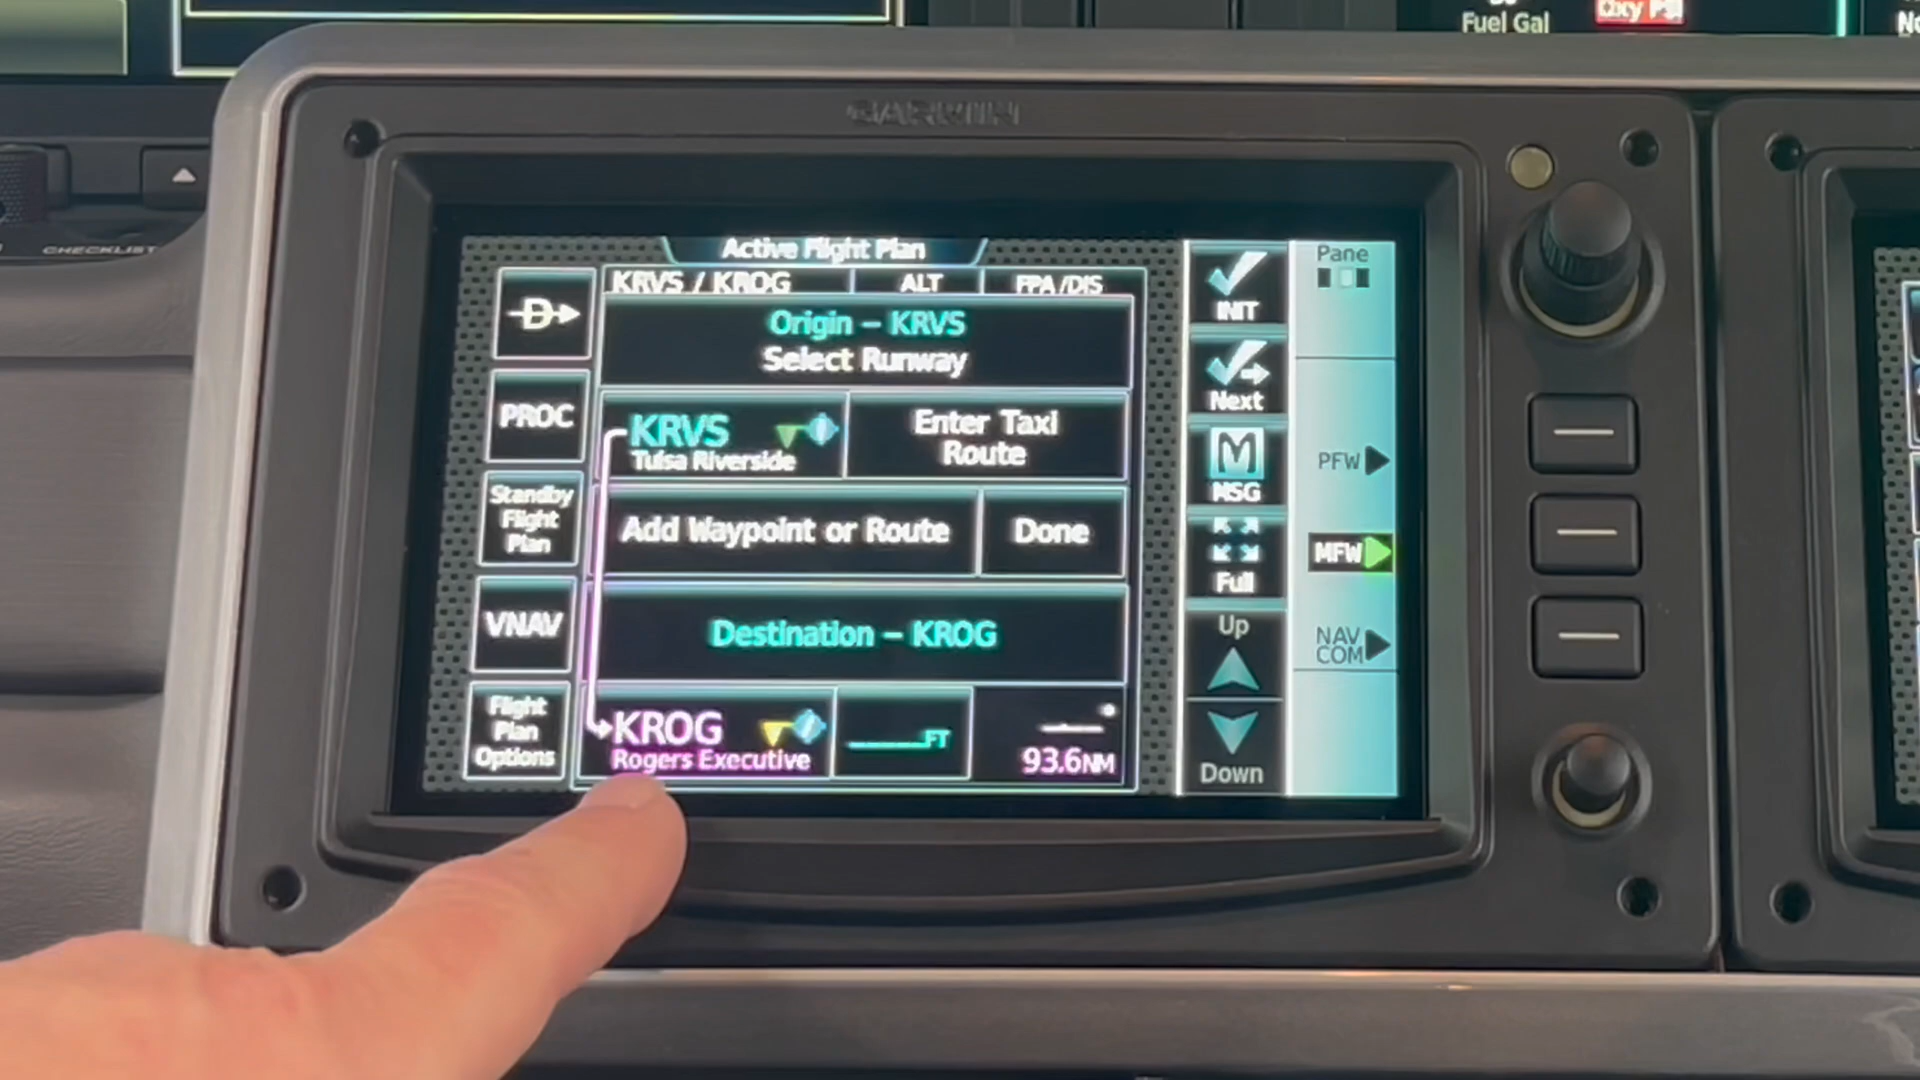 Fuel Gal
Oxy PSI
GARMIN
CHECKLIST
Active Flight Plan
KRVS / KROG
ALT
FPA/DIS
Origin – KRVS
Select Runway
PROC
KRVS
Tulsa Riverside
Enter Taxi
Route
Standby
Flight
Plan
Add Waypoint or Route
Done
VNAV
Destination – KROG
Flight
Plan
Options
KROG
Rogers Executive
_____FT
___°
93.6NM
INIT
Next
MSG
Full
Up
Down
Pane
PFW
MFW
NAV
COM